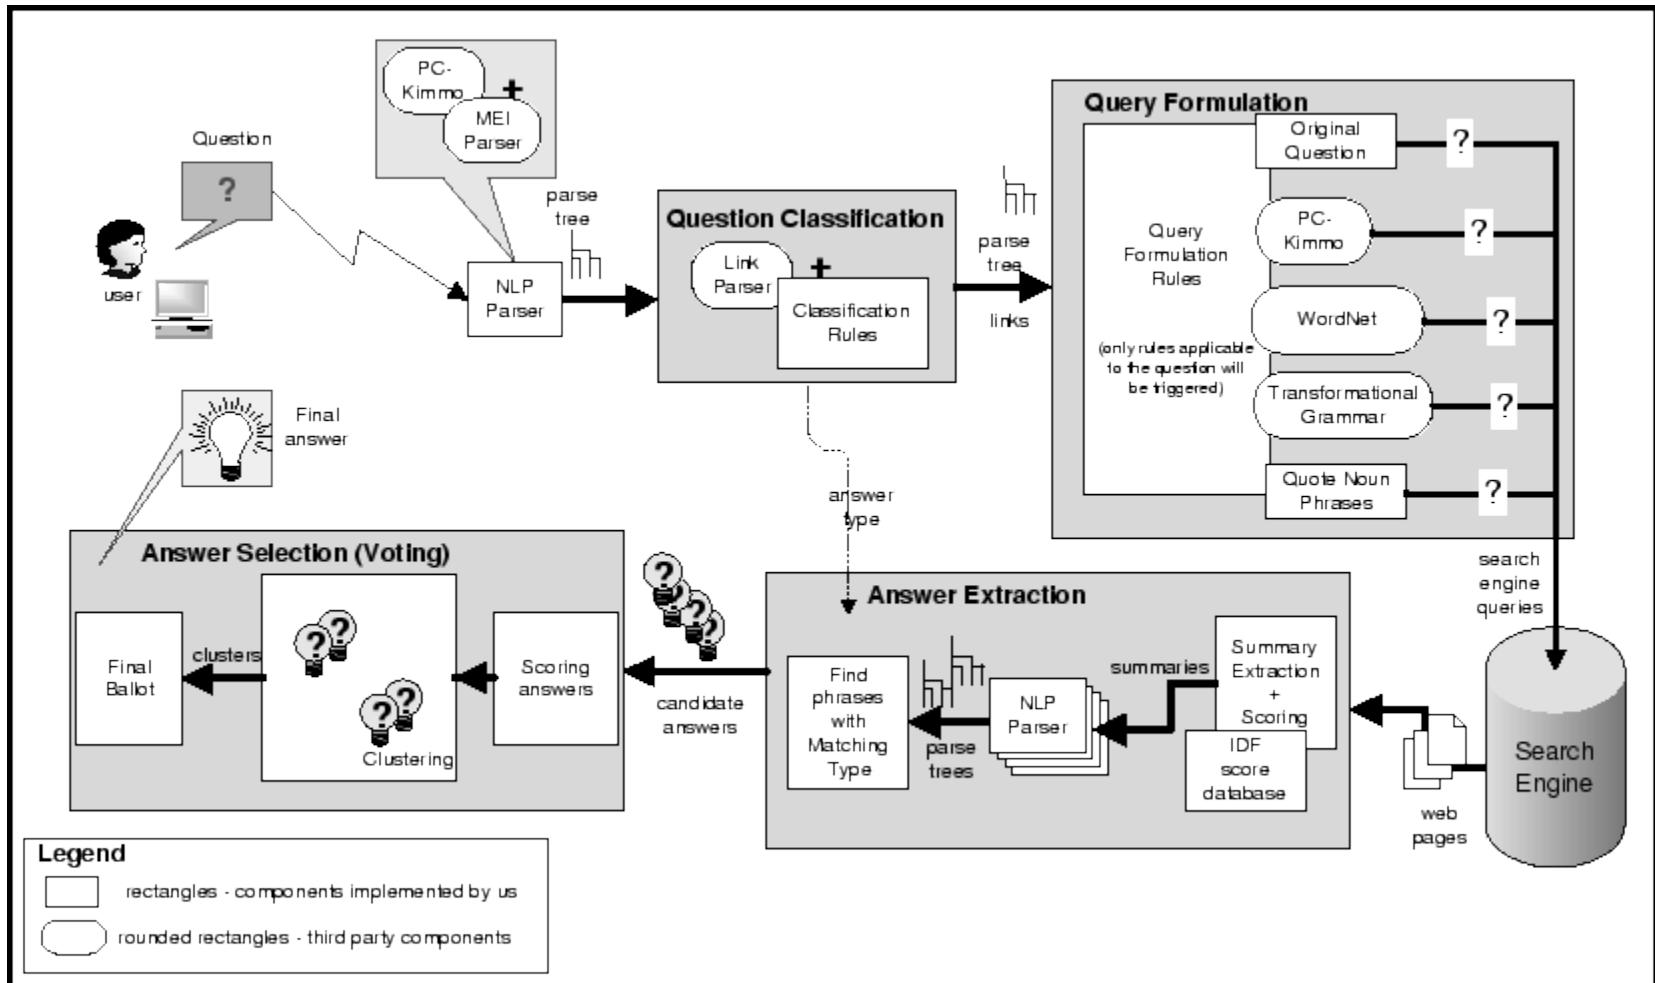 Question
?
user
PC-
Kimmo
+
MEI
Parser
NLP
Parser
parse
tree
Question Classification
Link
Parser
+
Classification
Rules
parse
tree
links
Query Formulation
Query
Formulation
Rules
(only rules applicable
to the question will
be triggered)
Original
Question
?
PC-
Kimmo
?
WordNet
?
Transformational
Grammar
?
Quote Noun
Phrases
?
search
engine
queries
Search
Engine
web
pages
answer
type
Answer Extraction
Summary
Extraction
+
Scoring
IDF
score
database
summaries
NLP
Parser
parse
trees
Find
phrases
with
Matching
Type
? ? ? ?
candidate
answers
Answer Selection (Voting)
Scoring
answers
? ?
? ?
Clustering
clusters
Final
Ballot
Final
answer
Legend
rectangles - components implemented by us
rounded rectangles - third party components